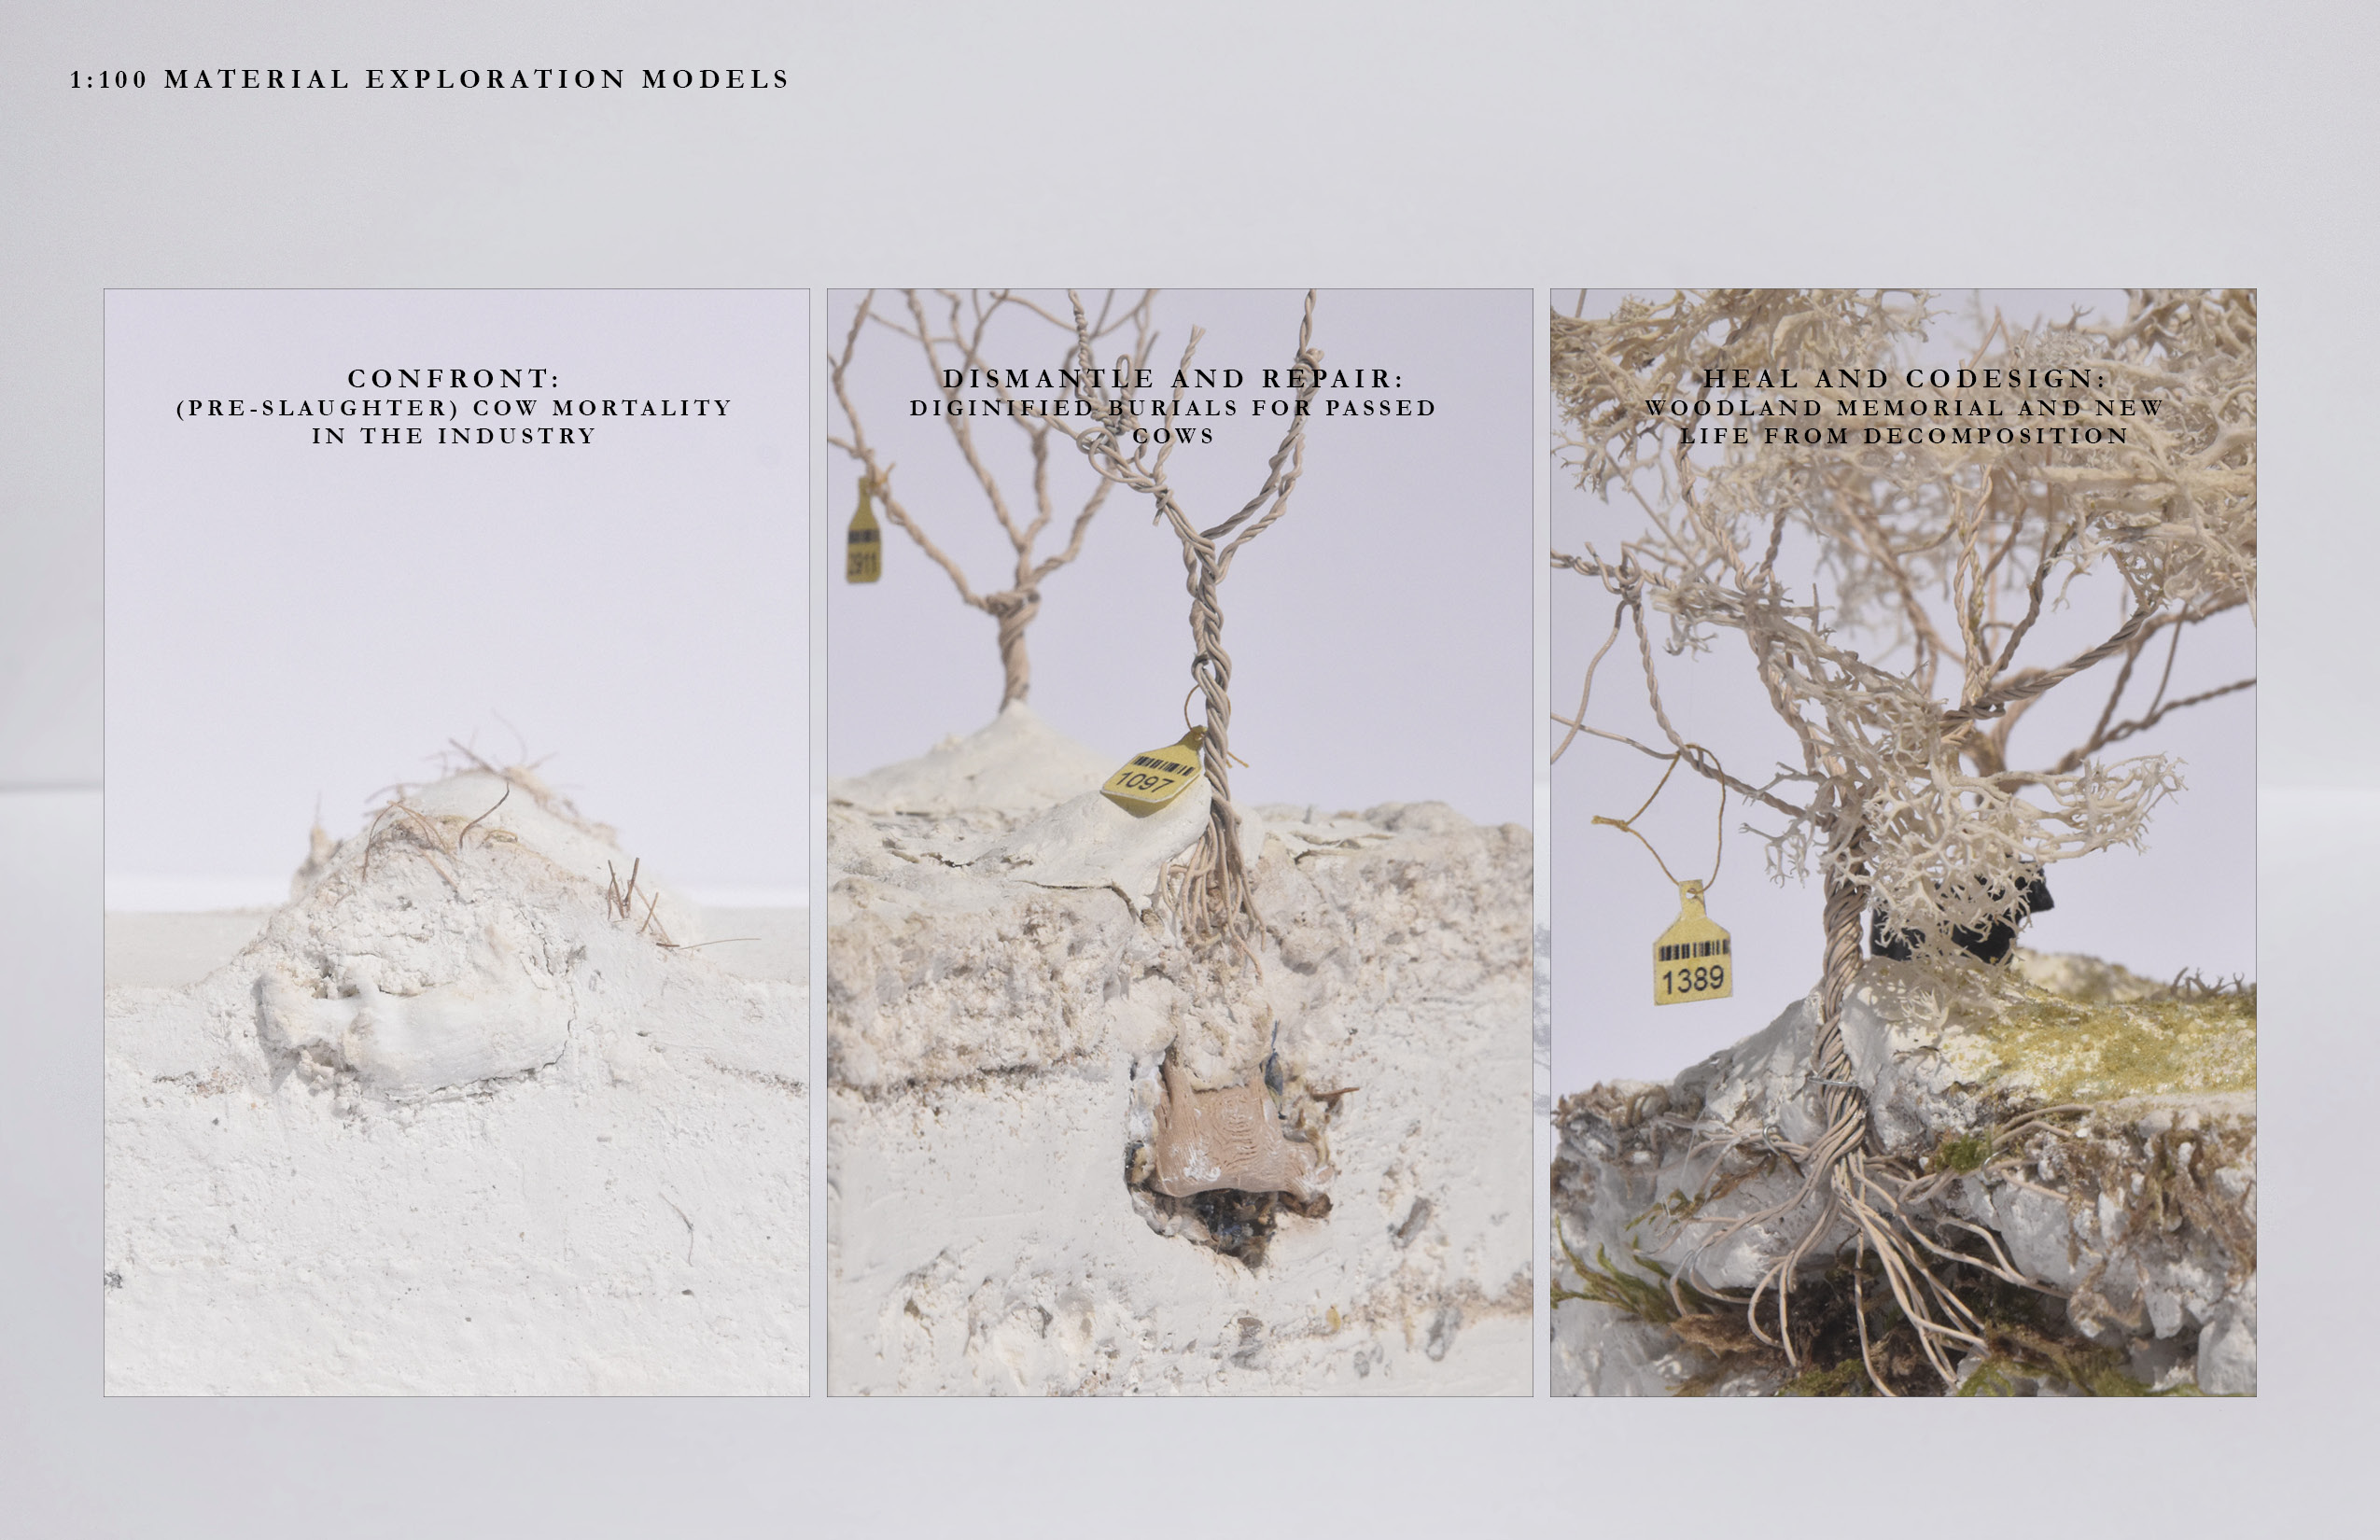 1:100 MATERIAL EXPLORATION MODELS
CONFRONT:
(PRE-SLAUGHTER) COW MORTALITY
IN THE INDUSTRY
DISMANTLE AND REPAIR:
DIGINIFIED BURIALS FOR PASSED
COWS
2911
1097
HEAL AND CODESIGN:
WOODLAND MEMORIAL AND NEW
LIFE FROM DECOMPOSITION
1389